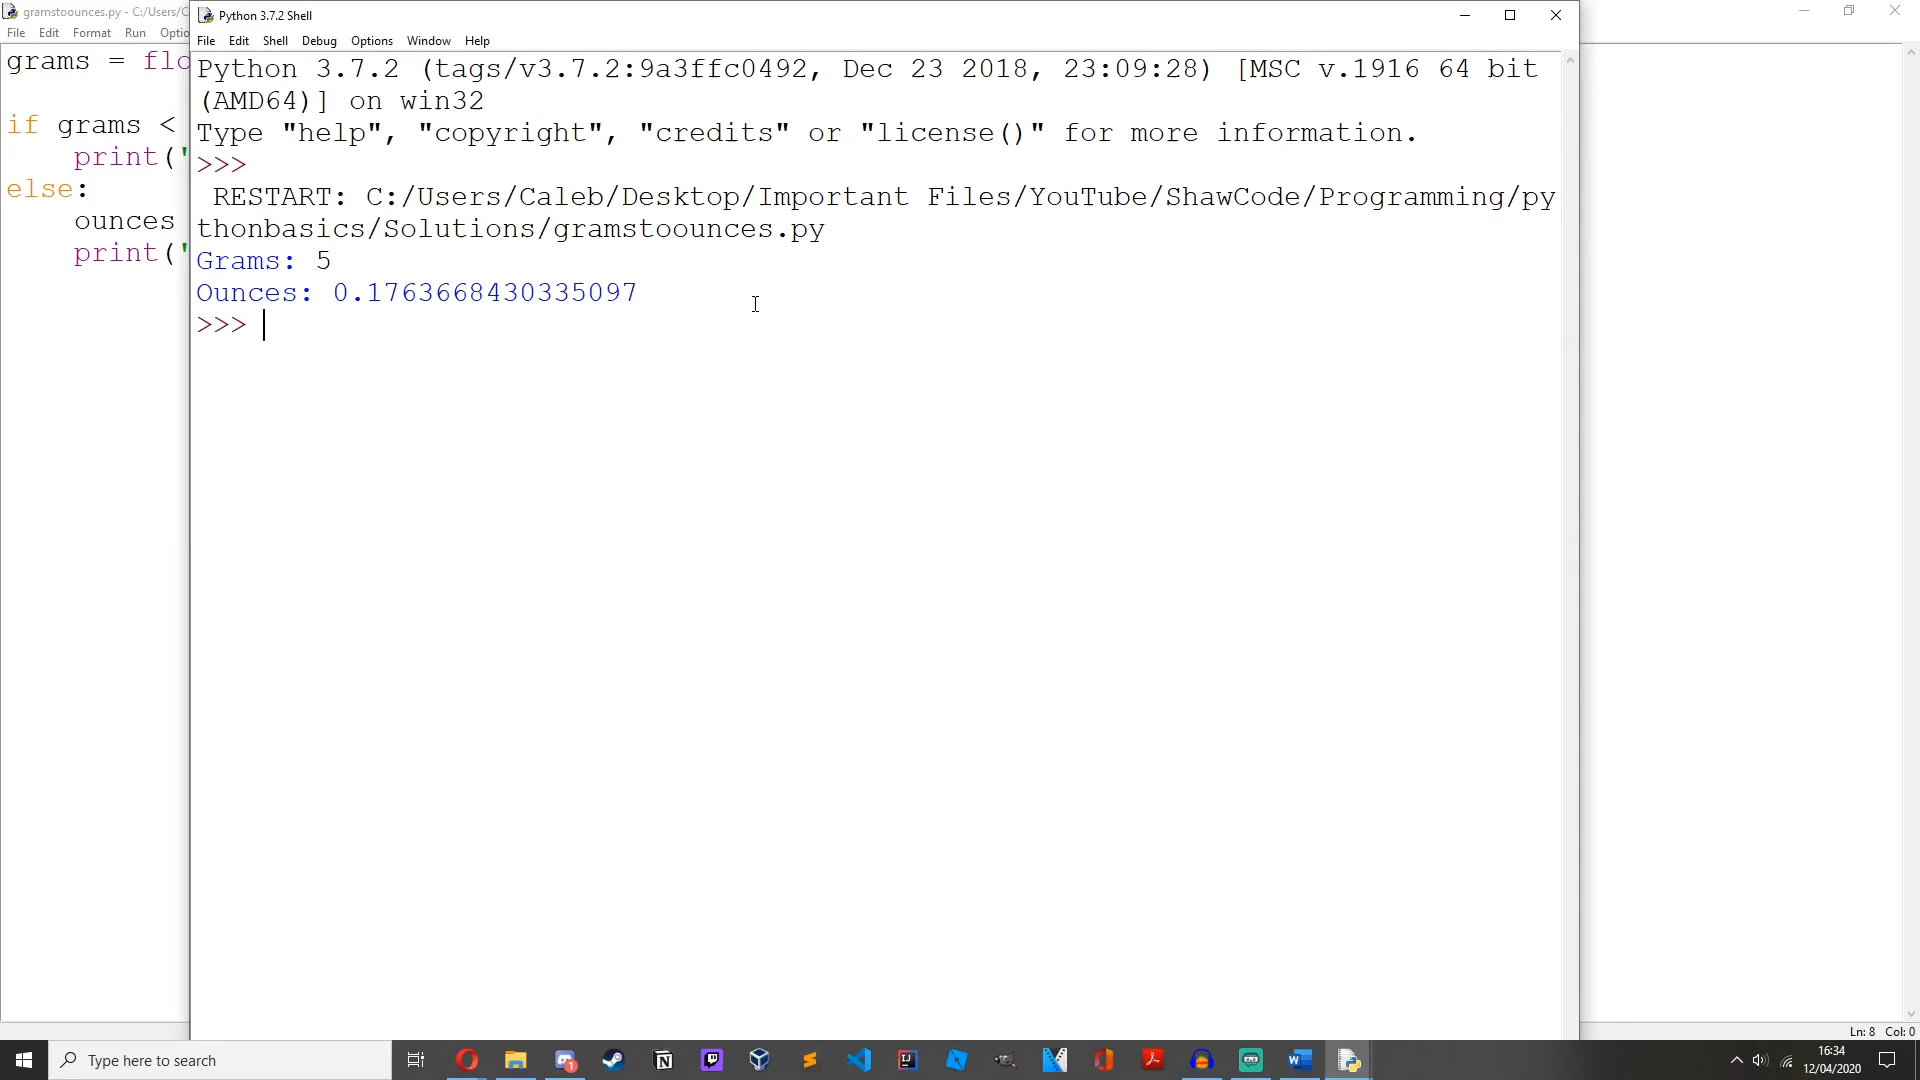 gramstoounces.py - C:/Users/C
File Edit Format Run Optio
grams = flo
if grams <
print('
else:
ounces
print('
Python 3.7.2 Shell
File Edit Shell Debug Options Window Help
Python 3.7.2 (tags/v3.7.2:9a3ffc0492, Dec 23 2018, 23:09:28) [MSC v.1916 64 bit
(AMD64)] on win32
Type "help", "copyright", "credits" or "license()" for more information.
>>>
RESTART: C:/Users/Caleb/Desktop/Important Files/YouTube/ShawCode/Programming/py
thonbasics/Solutions/gramstoounces.py
Grams: 5
Ounces: 0.1763668430335097
>>>
Ln: 8 Col: 0
Type here to search
1
16:34
12/04/2020